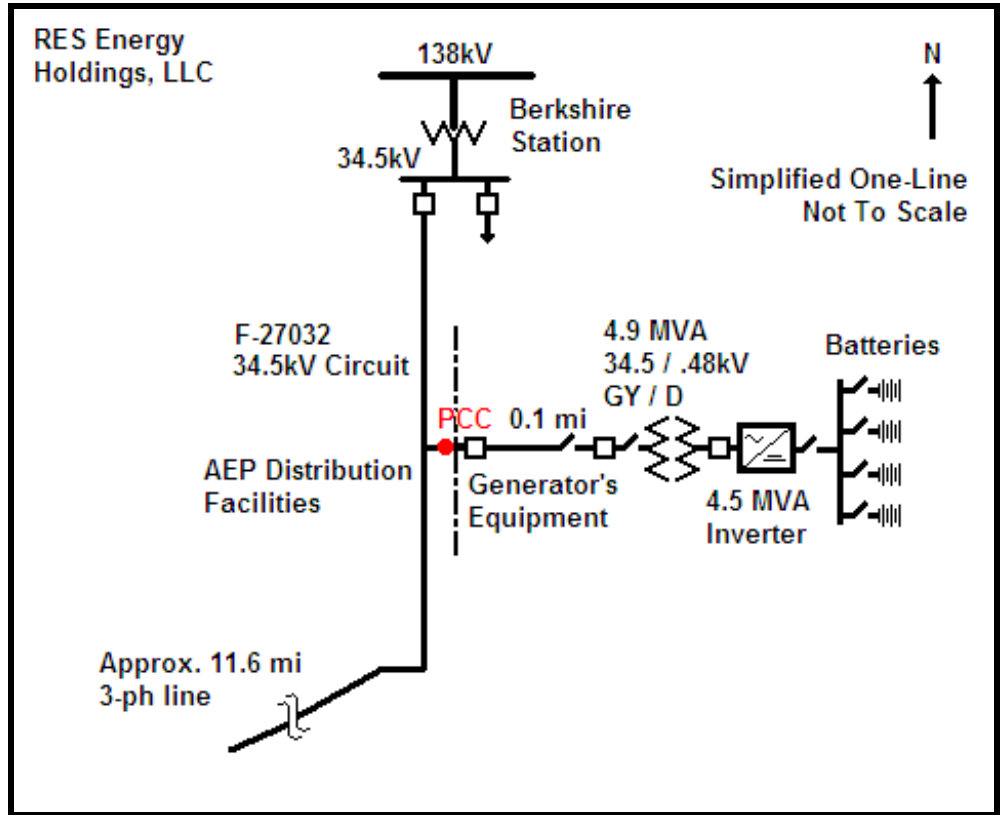 RES Energy
Holdings, LLC
138kV
N
Berkshire
Station
34.5kV
Simplified One-Line
Not To Scale
F-27032
34.5kV Circuit
4.9 MVA
34.5 / .48kV
GY / D
Batteries
PCC
0.1 mi
AEP Distribution
Facilities
Generator's
Equipment
4.5 MVA
Inverter
Approx. 11.6 mi
3-ph line